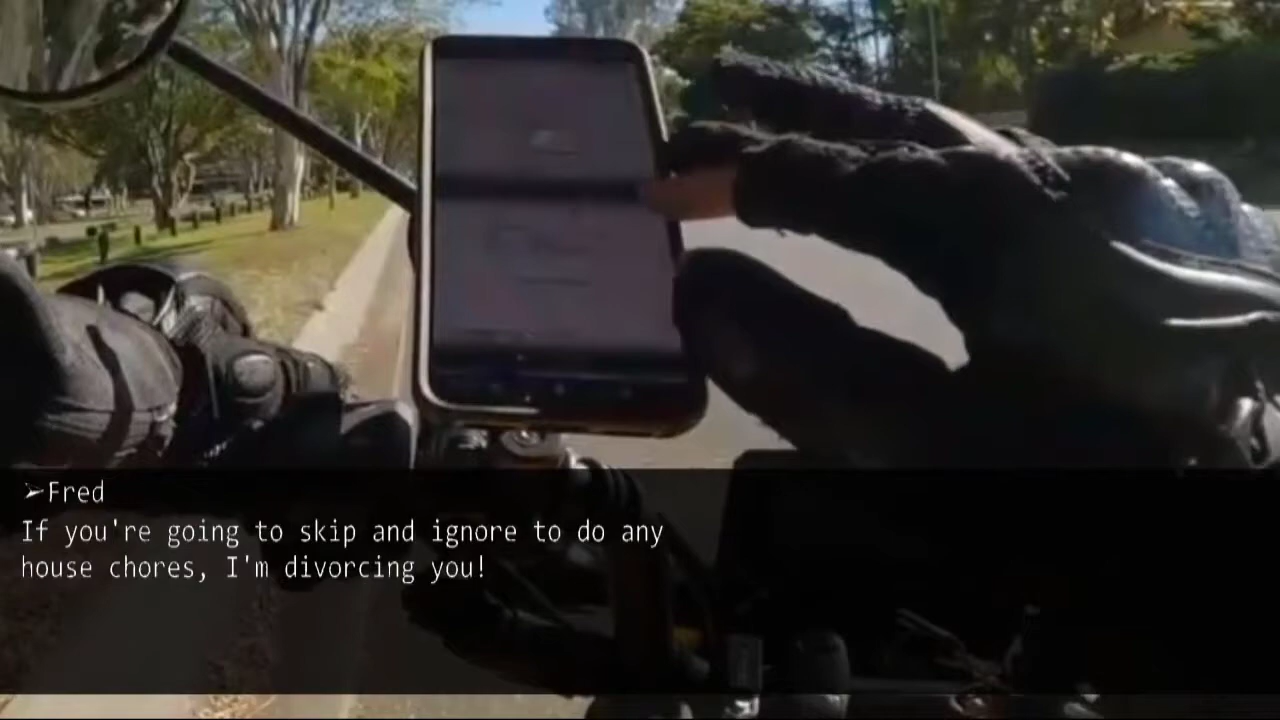 ➢Fred
If you're going to skip and ignore to do any
house chores, I'm divorcing you!